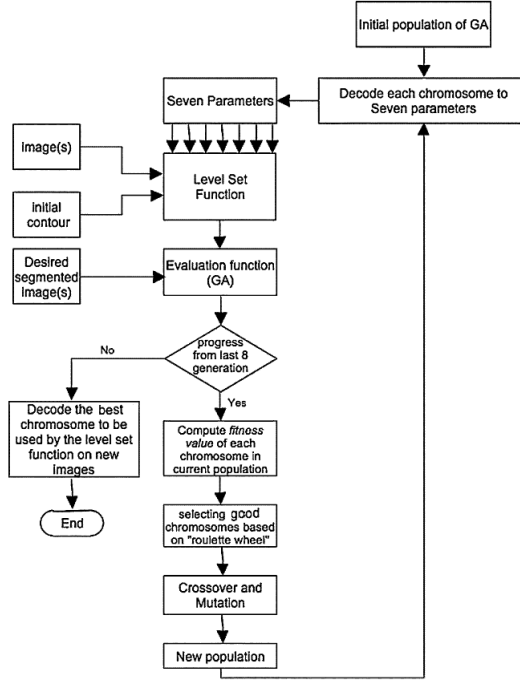 Initial population of GA
Decode each chromosome to
Seven parameters
Seven Parameters
image(s)
Level Set
Function
initial
contour
Desired
segmented
image(s)
Evaluation function
(GA)
progress
from last 8
generation
No
Yes
Decode the best
chromosome to be
used by the level set
function on new
images
End
Compute fitness
value of each
chromosome in
current population
selecting good
chromosomes based
on "roulette wheel"
Crossover and
Mutation
New population